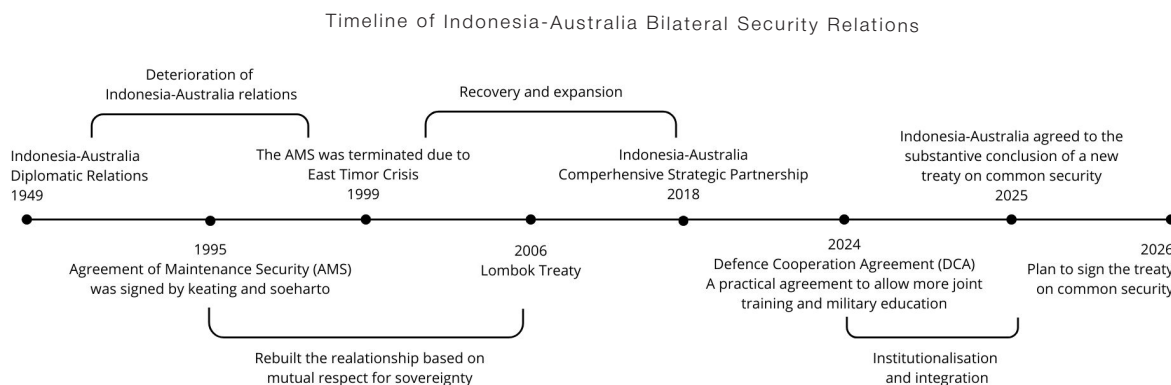 Timeline of Indonesia-Australia Bilateral Security Relations
Deterioration of
Indonesia-Australia relations
Recovery and expansion
Indonesia-Australia
Diplomatic Relations
1949
The AMS was terminated due to
East Timor Crisis
1999
Indonesia-Australia
Comperhensive Strategic Partnership
2018
Indonesia-Australia agreed to the
substantive conclusion of a new
treaty on common security
2025
1995
Agreement of Maintenance Security (AMS)
was signed by keating and soeharto
2006
Lombok Treaty
2024
Defence Cooperation Agreement (DCA)
A practical agreement to allow more joint
training and military education
2026
Plan to sign the treaty
on common security
Rebuilt the realationship based on
mutual respect for sovereignty
Institutionalisation
and integration